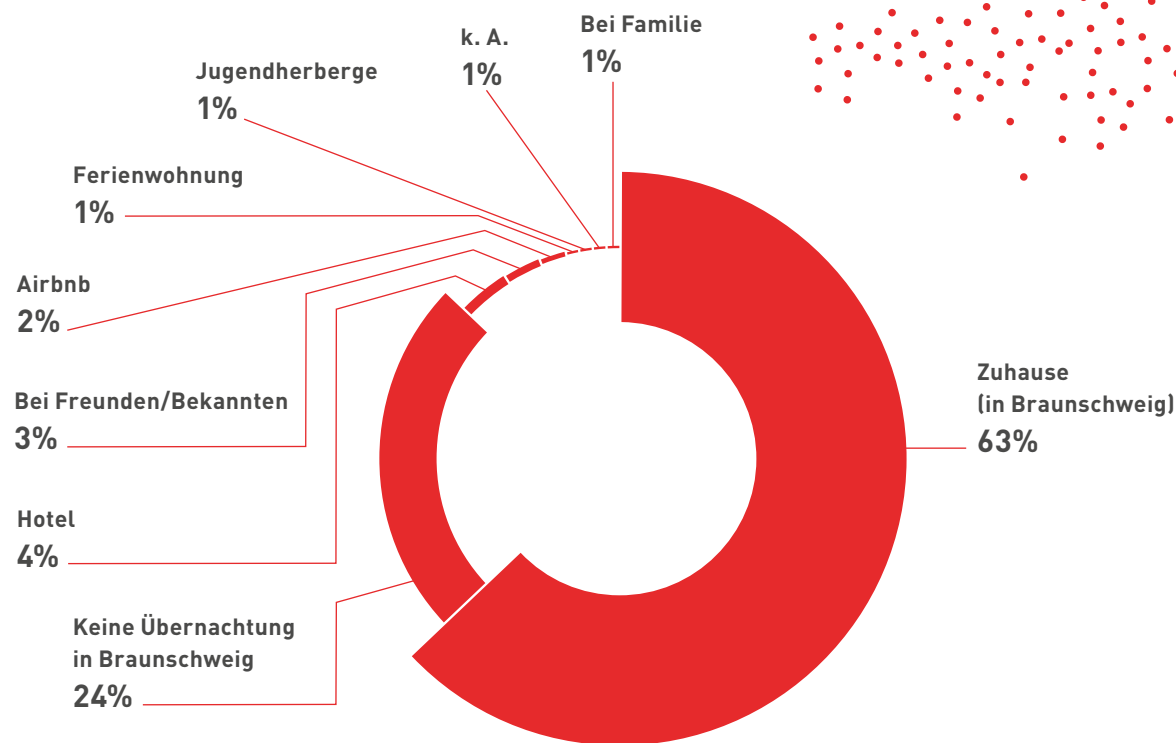 Bei Familie
1%
k. A.
1%
Jugendherberge
1%
Ferienwohnung
1%
Airbnb
2%
Bei Freunden/Bekannten
3%
Hotel
4%
Keine Übernachtung
in Braunschweig
24%
Zuhause
(in Braunschweig)
63%